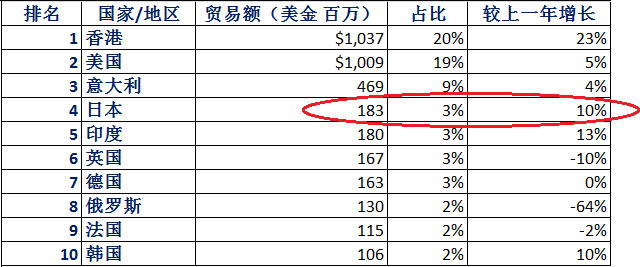 排名 国家/地区 贸易额（美金 百万） 占比 较上一年增长
1 香港 $1,037 20% 23%
2 美国 $1,009 19% 5%
3 意大利 469 9% 4%
4 日本 183 3% 10%
5 印度 180 3% 13%
6 英国 167 3% -10%
7 德国 163 3% 0%
8 俄罗斯 130 2% -64%
9 法国 115 2% -2%
10 韩国 106 2% 10%